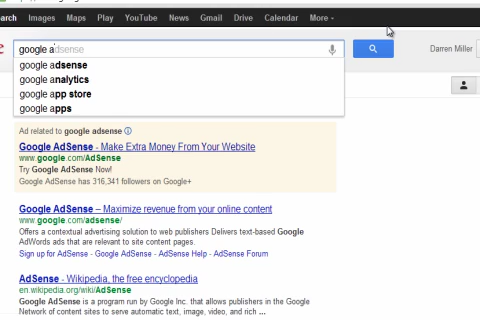 arch Images Maps Play YouTube News Gmail Drive Calendar More
google adsense
Darren Miller
google adsense
google analytics
google app store
google apps
Ad related to google adsense
Google AdSense - Make Extra Money From Your Website
www.google.com/AdSense
Try Google AdSense Now!
Google AdSense has 316,341 followers on Google+
Google AdSense – Maximize revenue from your online content
www.google.com/adsense/
Offers a contextual advertising solution to web publishers Delivers text-based Google
AdWords ads that are relevant to site content pages.
Sign up for AdSense - Google AdSense - AdSense Help - AdSense Forum
AdSense - Wikipedia, the free encyclopedia
en.wikipedia.org/wiki/AdSense
Google AdSense is a program run by Google Inc. that allows publishers in the Google
Network of content sites to serve automatic text, image, video, and rich ...